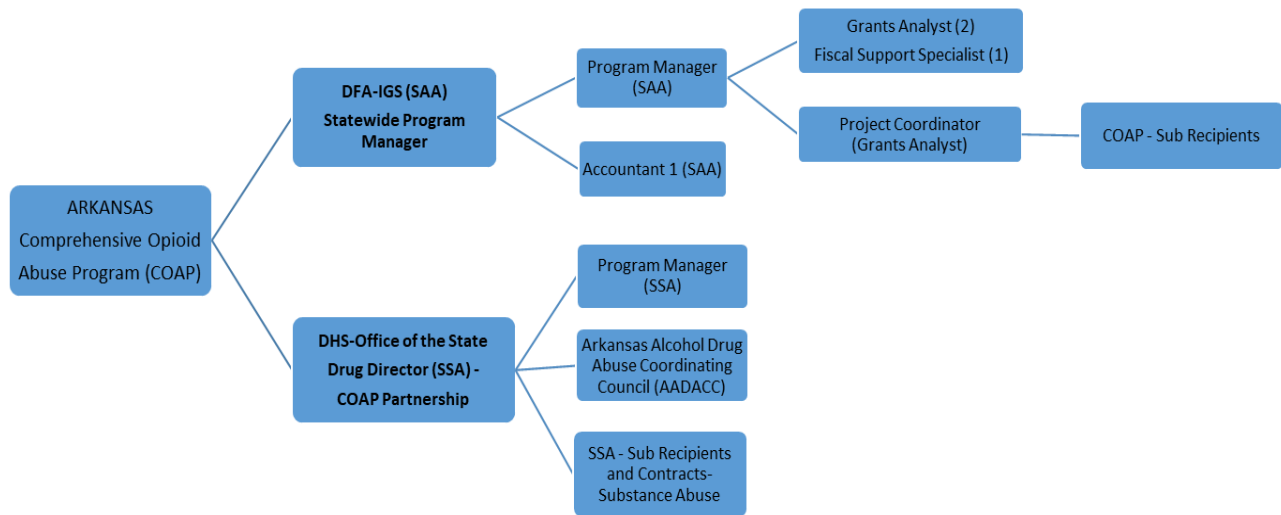 ARKANSAS
Comprehensive Opioid
Abuse Program (COAP)
DFA-IGS (SAA)
Statewide Program
Manager
Program Manager
(SAA)
Grants Analyst (2)
Fiscal Support Specialist (1)
Project Coordinator
(Grants Analyst)
COAP - Sub Recipients
Accountant 1 (SAA)
DHS-Office of the State
Drug Director (SSA) -
COAP Partnership
Program Manager
(SSA)
Arkansas Alcohol Drug
Abuse Coordinating
Council (AADACC)
SSA - Sub Recipients
and Contracts-
Substance Abuse